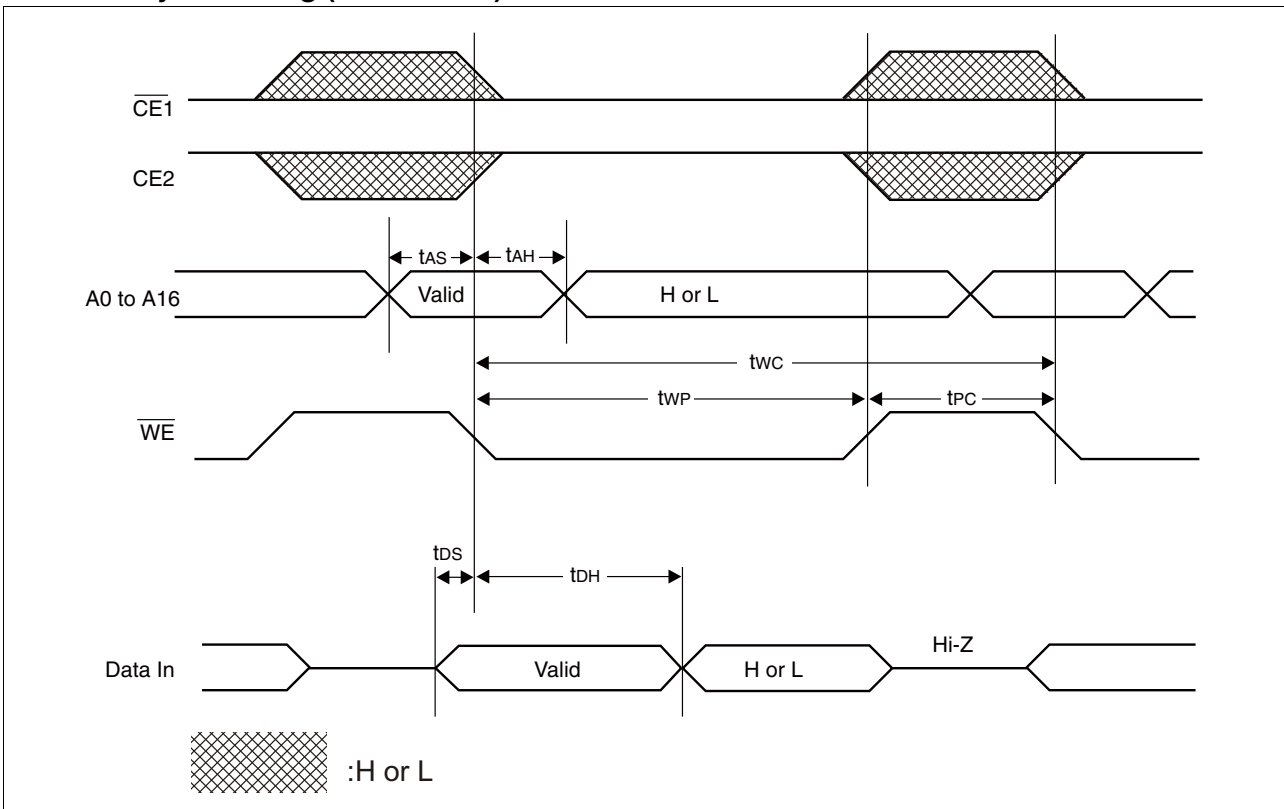 CE1
CE2
tAS
tAH
A0 to A16
Valid
H or L
tWC
tWP
tPC
WE
tDS
tDH
Data In
Valid
H or L
Hi-Z
:H or L